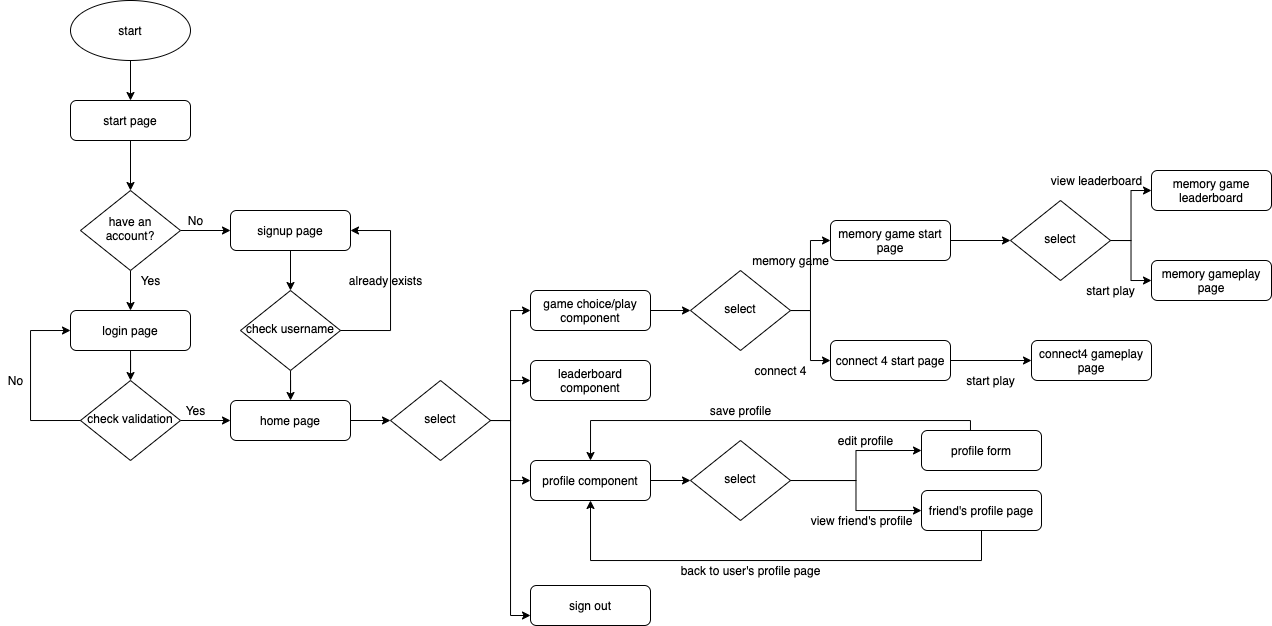 start
start page
have an
account?
No
signup page
Yes
already exists
login page
check username
No
check validation
Yes
home page
select
game choice/play
component
select
memory game
memory game start
page
select
view leaderboard
memory game
leaderboard
start play
memory gameplay
page
connect 4
connect 4 start page
start play
connect4 gameplay
page
leaderboard
component
save profile
profile component
select
edit profile
profile form
view friend's profile
friend's profile page
back to user's profile page
sign out